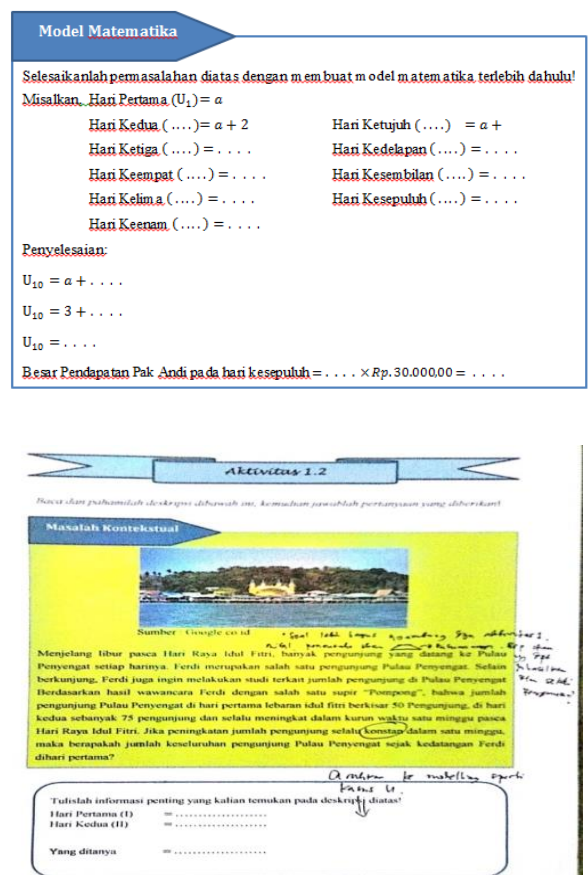 Model Matematika
Selesaikanlah permasalahan diatas dengan membuat model matematika terlebih dahulu!
Misalkan, Hari Pertama (U₁) = a
Hari Kedua ( .... ) = a + 2
Hari Ketiga ( .... ) = . . . .
Hari Keempat ( .... ) = . . . .
Hari Kelima ( .... ) = . . . .
Hari Keenam ( .... ) = . . . .
Hari Ketujuh ( .... ) = a +
Hari Kedelapan ( .... ) = . . . .
Hari Kesembilan ( .... ) = . . . .
Hari Kesepuluh ( .... ) = . . . .
Penyelesaian:
U₁₀ = a + . . . .
U₁₀ = 3 + . . . .
U₁₀ = . . . .
Besar Pendapatan Pak Andi pada hari kesepuluh = . . . . × Rp. 30.000,00 = . . . .
Aktivitas 1.2
Baca dan pahamilah deskripsi dibawah ini, kemudian jawablah pertanyaan yang diberikan!
Masalah Kontekstual
Sumber : Google.co.id
Menjelang libur pasca Hari Raya Idul Fitri, banyak pengunjung yang datang ke Pulau
Penyengat setiap harinya. Ferdi merupakan salah satu pengunjung Pulau Penyengat. Selain
berkunjung, Ferdi juga ingin melakukan studi terkait jumlah pengunjung di Pulau Penyengat
Berdasarkan hasil wawancara Ferdi dengan salah satu supir "Pompong", bahwa jumlah
pengunjung Pulau Penyengat di hari pertama lebaran idul fitri berkisar 50 Pengunjung, di hari
kedua sebanyak 75 pengunjung dan selalu meningkat dalam kurun waktu satu minggu pasca
Hari Raya Idul Fitri. Jika peningkatan jumlah pengunjung selalu konstan dalam satu minggu,
maka berapakah jumlah keseluruhan pengunjung Pulau Penyengat sejak kedatangan Ferdi
dihari pertama?
Tulislah informasi penting yang kalian temukan pada deskripsi diatas!
Hari Pertama (I) = ......................
Hari Kedua (II) = ......................
Yang ditanya = ......................